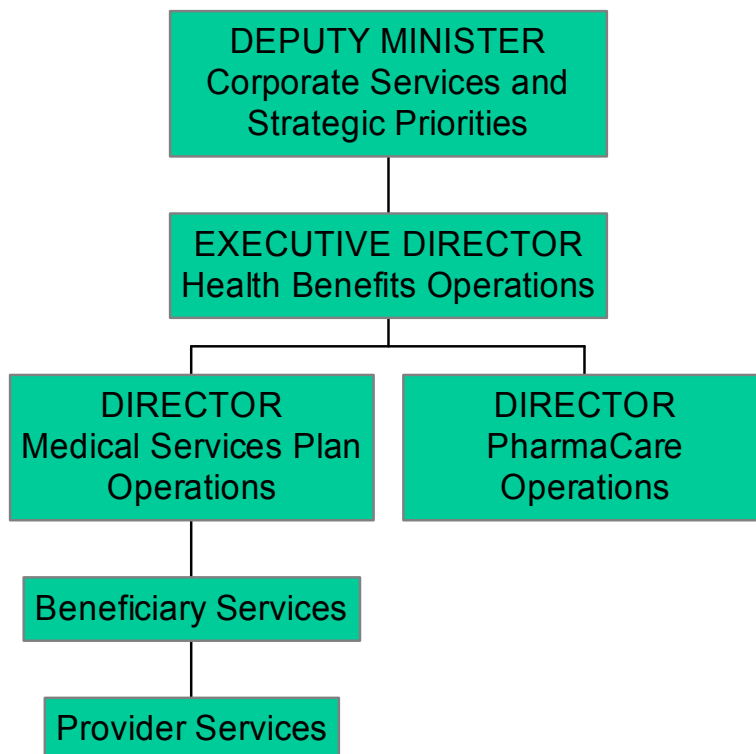 DEPUTY MINISTER
Corporate Services and
Strategic Priorities
EXECUTIVE DIRECTOR
Health Benefits Operations
DIRECTOR
Medical Services Plan
Operations
DIRECTOR
PharmaCare
Operations
Beneficiary Services
Provider Services